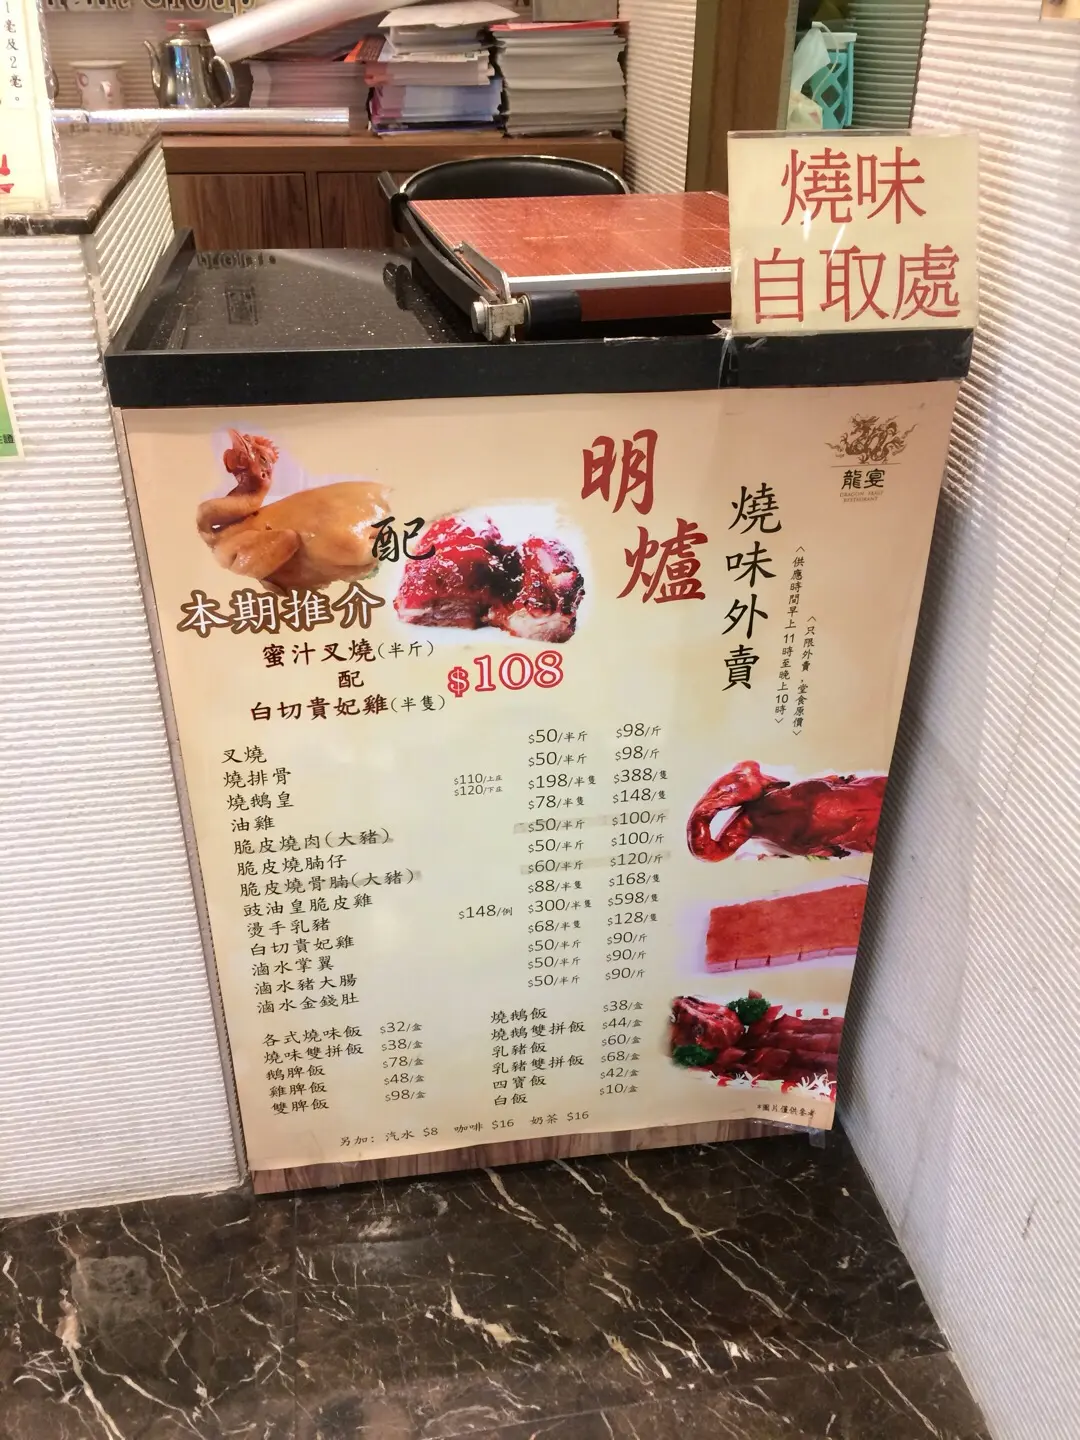 毫及2毫。
燒味
自取處
龍宴
DRAGON FEAST
RESTAURANT
明爐
燒味外賣
〈供應時間早上11時至晚上10時〉
〈只限外賣，堂食原價〉
配
本期推介
蜜汁叉燒(半斤)
配
白切貴妃雞(半隻)
$108
叉燒 $50/半斤 $98/斤
燒排骨 $50/半斤 $98/斤
燒鵝皇 $110/上庄 $120/下庄 $198/半隻 $388/隻
油雞 $78/半隻 $148/隻
脆皮燒肉(大豬) $50/半斤 $100/斤
脆皮燒腩仔 $50/半斤 $100/斤
脆皮燒骨腩(大豬) $60/半斤 $120/斤
豉油皇脆皮雞 $88/半隻 $168/隻
燙手乳豬 $148/例 $300/半隻 $598/隻
白切貴妃雞 $68/半隻 $128/隻
滷水掌翼 $50/半斤 $90/斤
滷水豬大腸 $50/半斤 $90/斤
滷水金錢肚 $50/半斤 $90/斤
各式燒味飯 $32/盒
燒味雙拼飯 $38/盒
鵝脾飯 $78/盒
雞脾飯 $48/盒
雙脾飯 $98/盒
燒鵝飯 $38/盒
燒鵝雙拼飯 $44/盒
乳豬飯 $60/盒
乳豬雙拼飯 $68/盒
四寶飯 $42/盒
白飯 $10/盒
另加: 汽水 $8 咖啡 $16 奶茶 $16
*圖片僅供參考